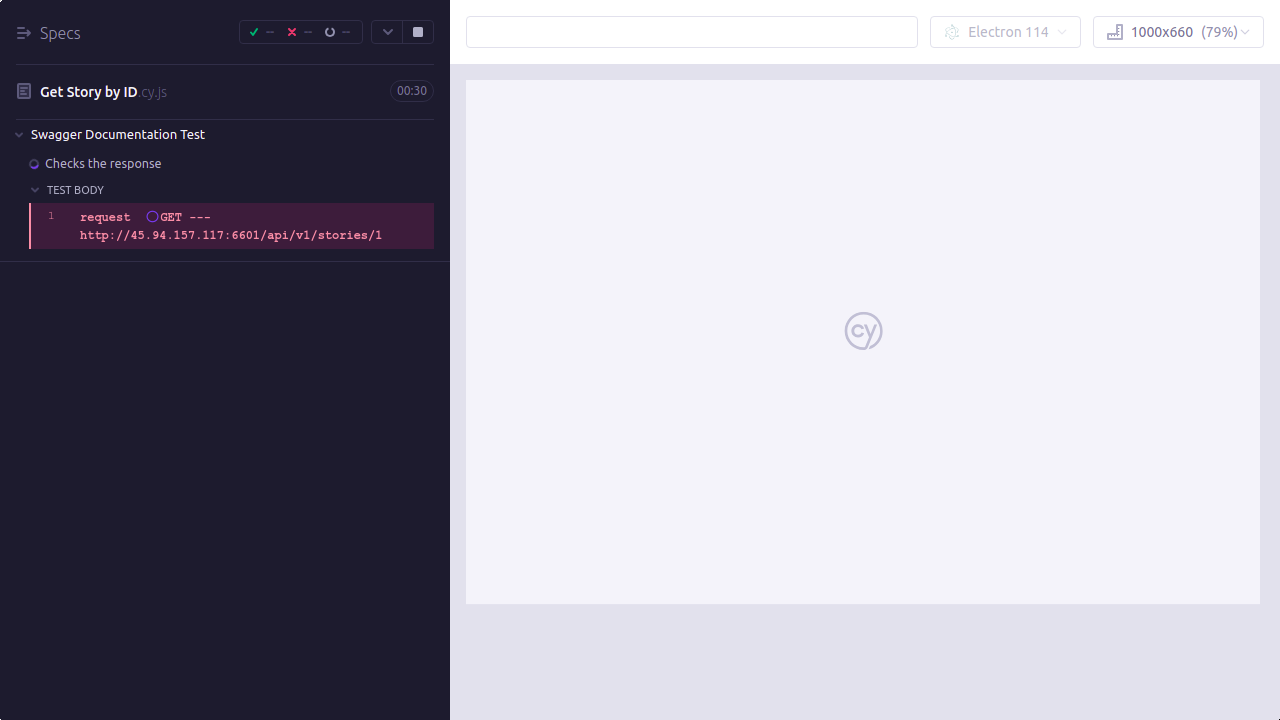 Specs
--
--
--
Electron 114
1000x660 (79%)
Get Story by ID.cy.js
00:30
Swagger Documentation Test
Checks the response
TEST BODY
1 request GET ---
http://45.94.157.117:6601/api/v1/stories/1
cy